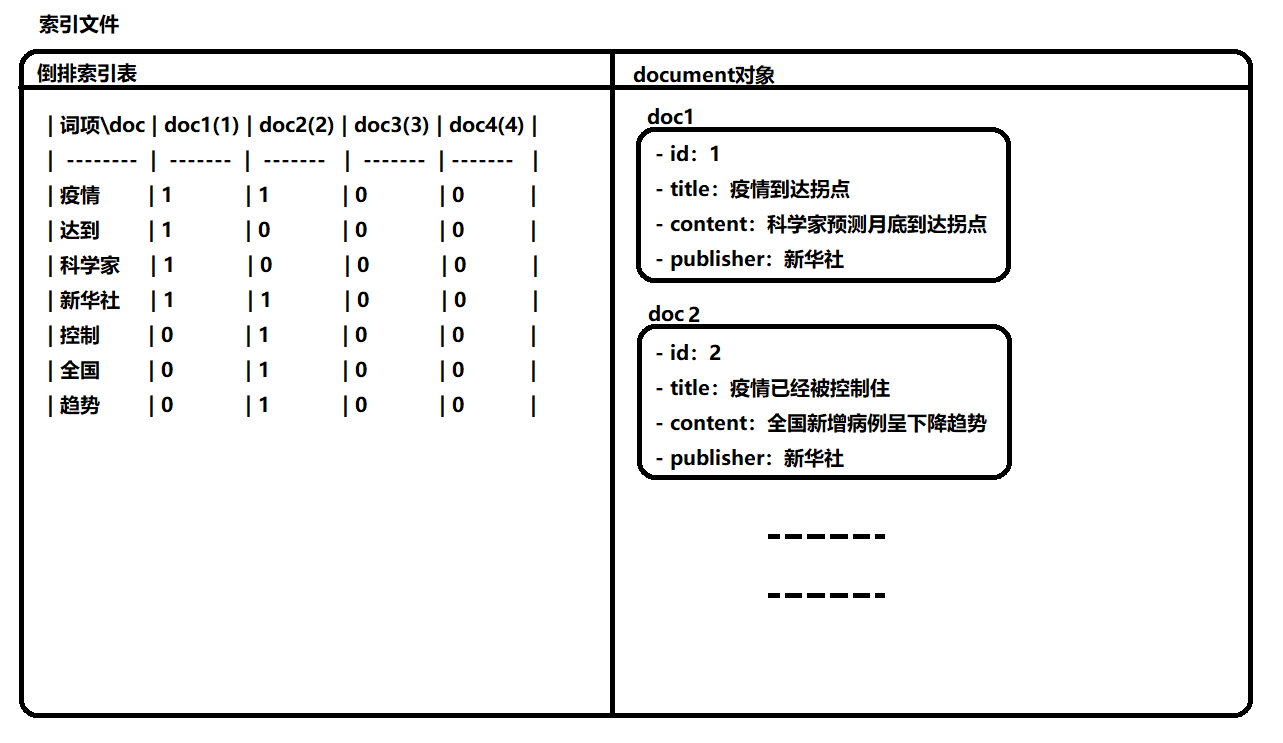 索引文件
倒排索引表
| 词项\doc | doc1(1) | doc2(2) | doc3(3) | doc4(4) |
| -------- | ------- | ------- | ------- | ------- |
| 疫情 | 1 | 1 | 0 | 0 |
| 达到 | 1 | 0 | 0 | 0 |
| 科学家 | 1 | 0 | 0 | 0 |
| 新华社 | 1 | 1 | 0 | 0 |
| 控制 | 0 | 1 | 0 | 0 |
| 全国 | 0 | 1 | 0 | 0 |
| 趋势 | 0 | 1 | 0 | 0 |
document对象
doc1
- id：1
- title：疫情到达拐点
- content：科学家预测月底到达拐点
- publisher：新华社
doc 2
- id：2
- title：疫情已经被控制住
- content：全国新增病例呈下降趋势
- publisher：新华社
------
------